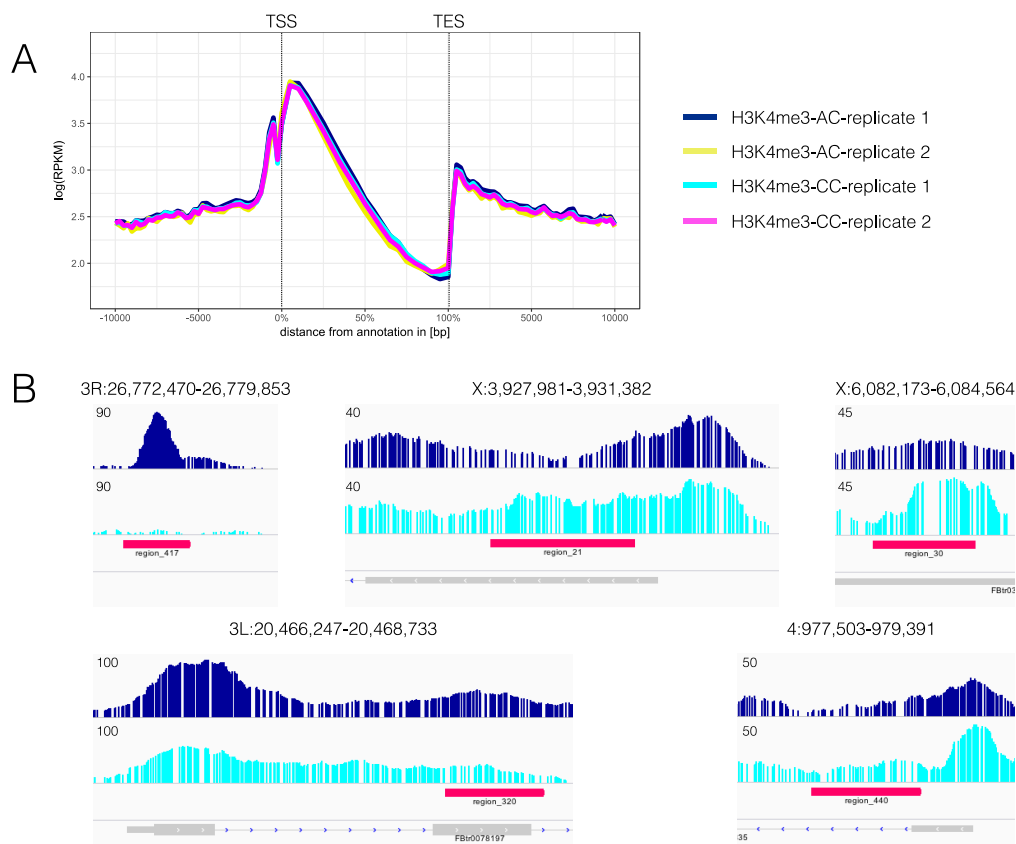 A
TSS
TES
4.0
3.5
3.0
2.5
2.0
log(RPKM)
-10000
-5000
0%
50%
100%
5000
10000
distance from annotation in [bp]
H3K4me3-AC-replicate 1
H3K4me3-AC-replicate 2
H3K4me3-CC-replicate 1
H3K4me3-CC-replicate 2
B
3R:26,772,470-26,779,853
90
90
region_417
X:3,927,981-3,931,382
40
40
region_21
X:6,082,173-6,084,564
45
45
region_30
FBtr03
3L:20,466,247-20,468,733
100
100
region_320
FBtr0078197
4:977,503-979,391
50
50
region_440
35